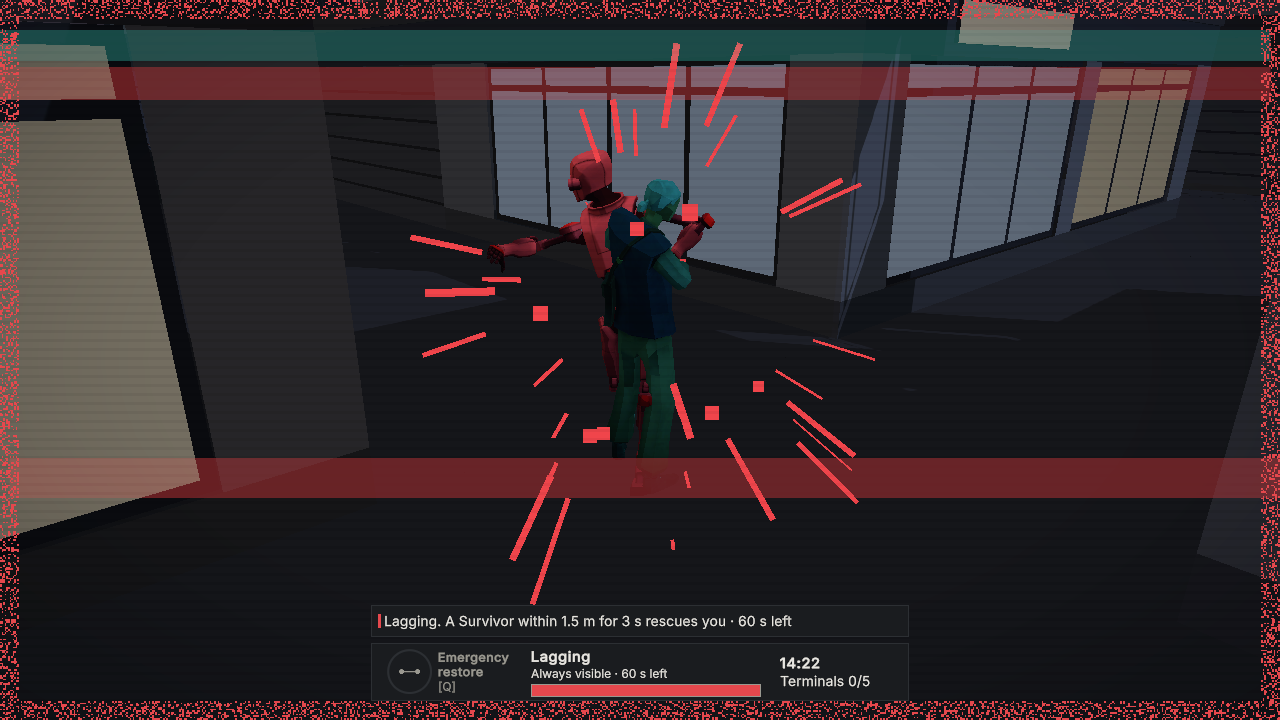 Lagging. A Survivor within 1.5 m for 3 s rescues you · 60 s left
Emergency
restore
[Q]
Lagging
Always visible · 60 s left
14:22
Terminals 0/5